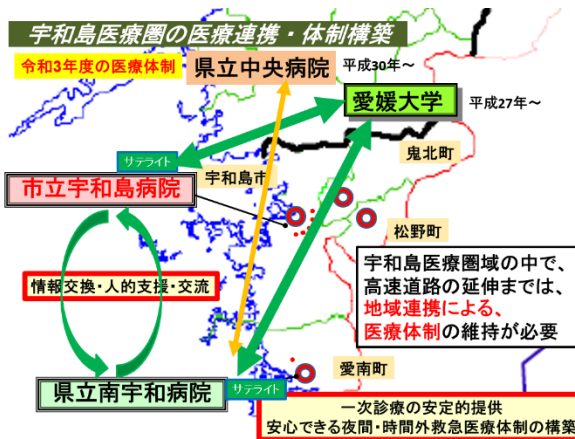 宇和島医療圏の医療連携・体制構築
令和3年度の医療体制
県立中央病院
平成30年～
愛媛大学
平成27年～
鬼北町
サテライト
宇和島市
市立宇和島病院
松野町
宇和島医療圏域の中で、
高速道路の延伸までは、
地域連携による、
医療体制の維持が必要
情報交換・人的支援・交流
愛南町
県立南宇和病院
サテライト
一次診療の安定的提供
安心できる夜間・時間外救急医療体制の構築